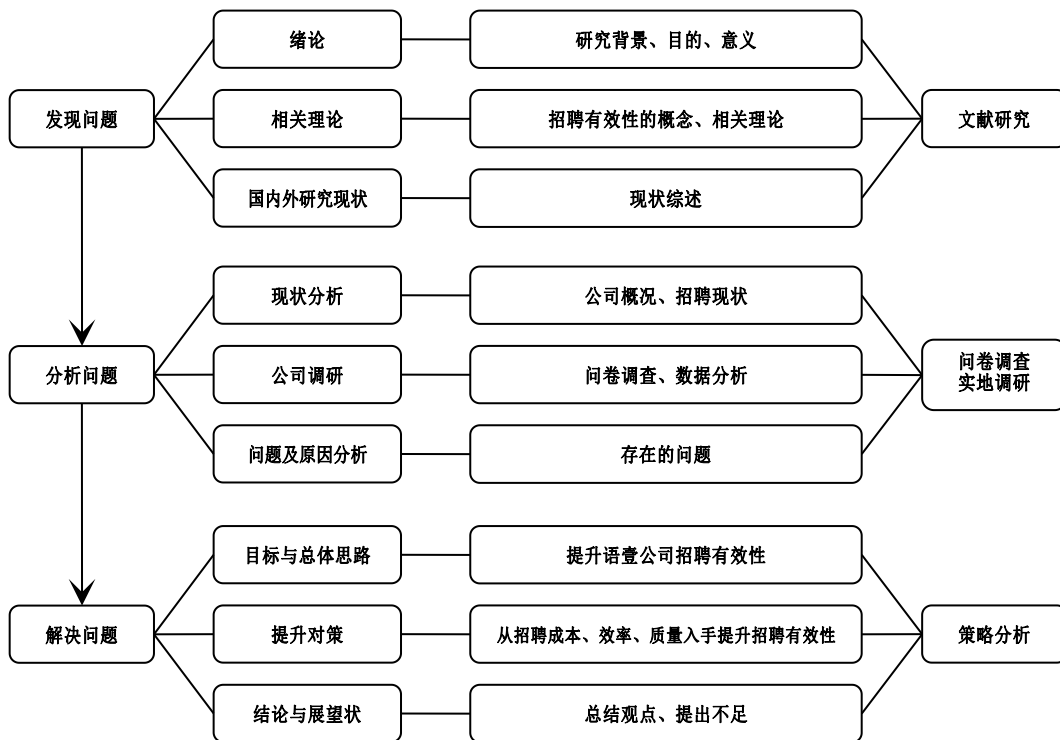 绪论
研究背景、目的、意义
发现问题
相关理论
招聘有效性的概念、相关理论
文献研究
国内外研究现状
现状综述
现状分析
公司概况、招聘现状
分析问题
公司调研
问卷调查、数据分析
问卷调查
实地调研
问题及原因分析
存在的问题
目标与总体思路
提升语壹公司招聘有效性
解决问题
提升对策
从招聘成本、效率、质量入手提升招聘有效性
策略分析
结论与展望状
总结观点、提出不足